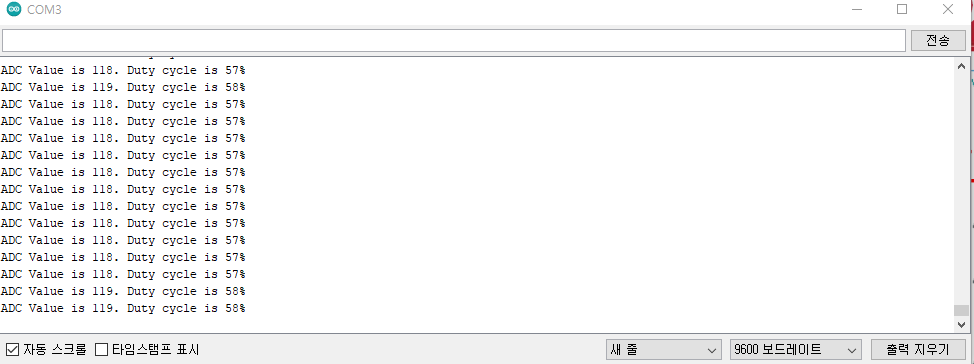 COM3
전송
ADC Value is 118. Duty cycle is 57%
ADC Value is 119. Duty cycle is 58%
ADC Value is 118. Duty cycle is 57%
ADC Value is 118. Duty cycle is 57%
ADC Value is 118. Duty cycle is 57%
ADC Value is 118. Duty cycle is 57%
ADC Value is 118. Duty cycle is 57%
ADC Value is 118. Duty cycle is 57%
ADC Value is 118. Duty cycle is 57%
ADC Value is 118. Duty cycle is 57%
ADC Value is 118. Duty cycle is 57%
ADC Value is 118. Duty cycle is 57%
ADC Value is 118. Duty cycle is 57%
ADC Value is 119. Duty cycle is 58%
ADC Value is 119. Duty cycle is 58%
자동 스크롤 타임스탬프 표시 새 줄 9600 보드레이트 출력 지우기